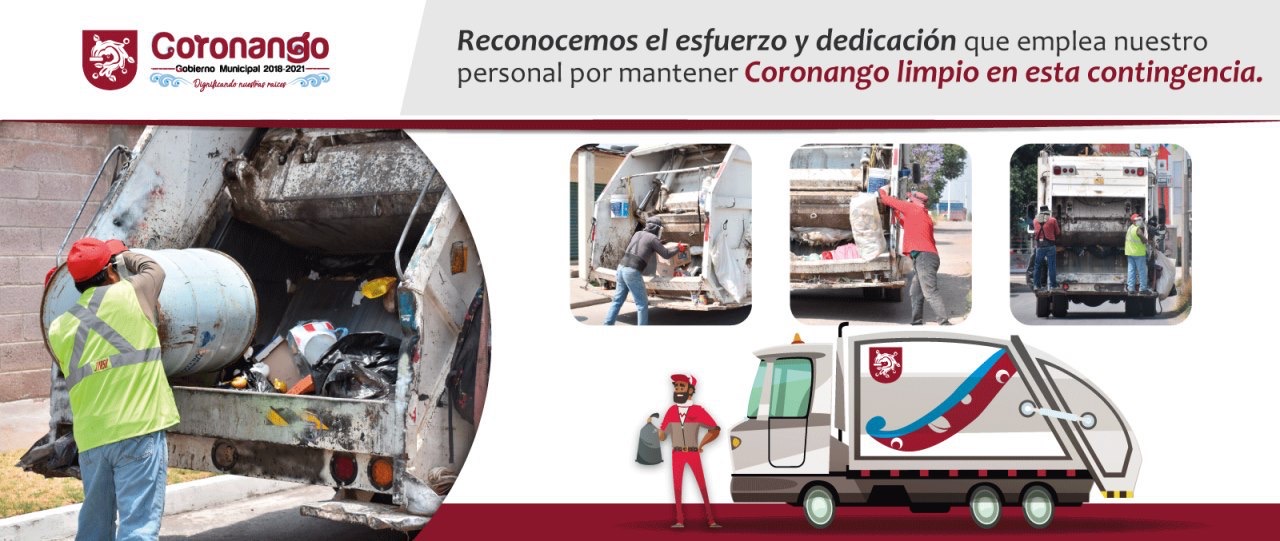 Coronango
Gobierno Municipal 2018-2021
Dignificando nuestras raíces
Reconocemos el esfuerzo y dedicación que emplea nuestro
personal por mantener Coronango limpio en esta contingencia.